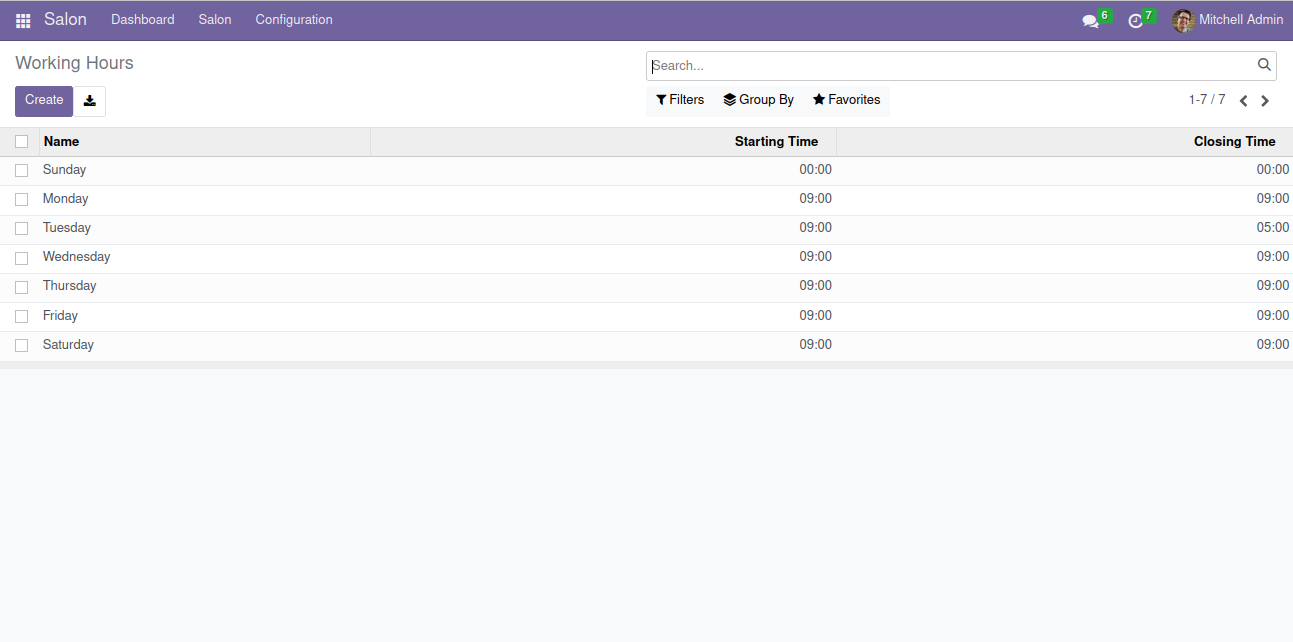 Salon Dashboard Salon Configuration 6 7 Mitchell Admin
Working Hours
Search...
Create
Filters Group By Favorites 1-7 / 7
Name Starting Time Closing Time
Sunday 00:00 00:00
Monday 09:00 09:00
Tuesday 09:00 05:00
Wednesday 09:00 09:00
Thursday 09:00 09:00
Friday 09:00 09:00
Saturday 09:00 09:00